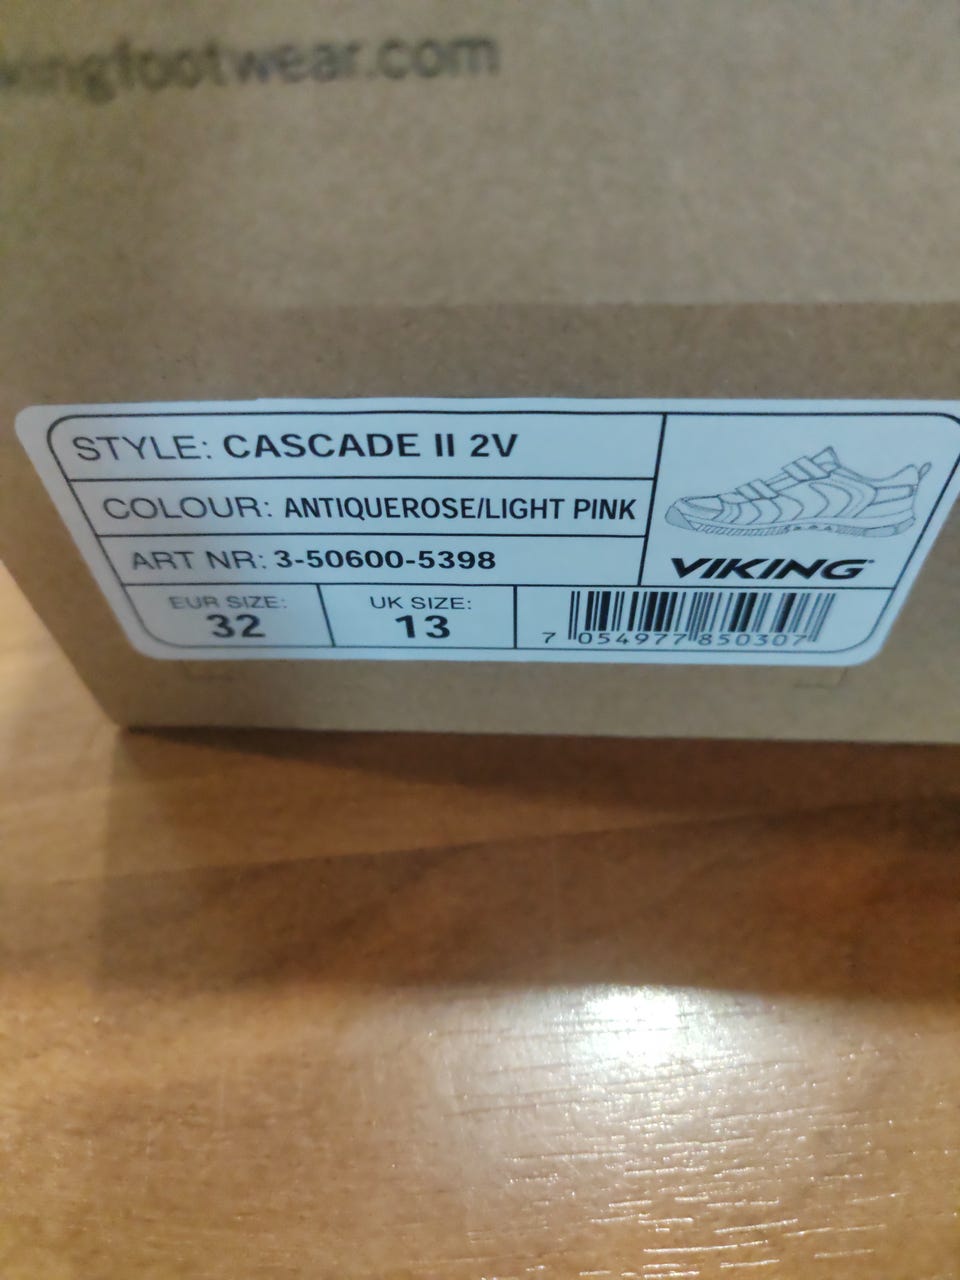 wingfootwear.com
STYLE: CASCADE II 2V
COLOUR: ANTIQUEROSE/LIGHT PINK
ART NR: 3-50600-5398
VIKING
EUR SIZE:
32
UK SIZE:
13
7 054977 850307